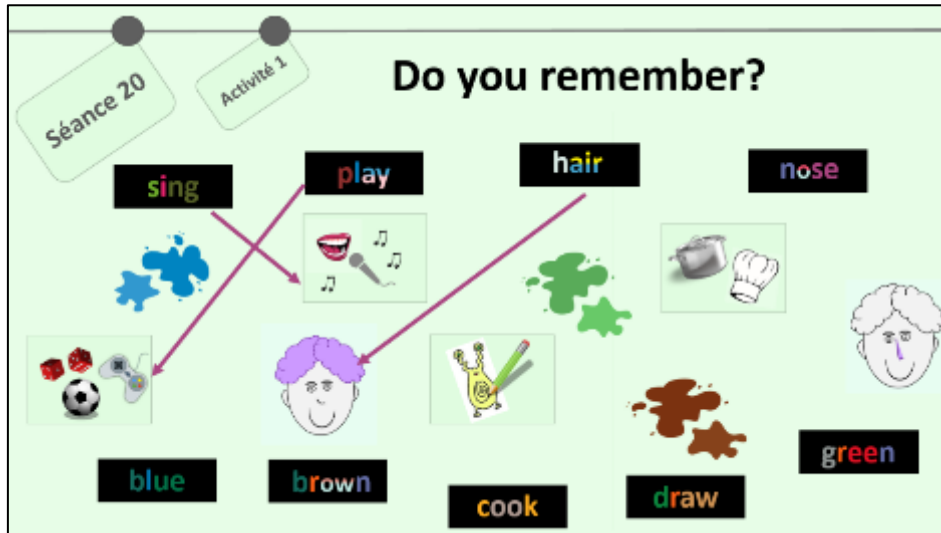 Séance 20
Activité 1
Do you remember?
sing
play
hair
nose
blue
brown
cook
draw
green